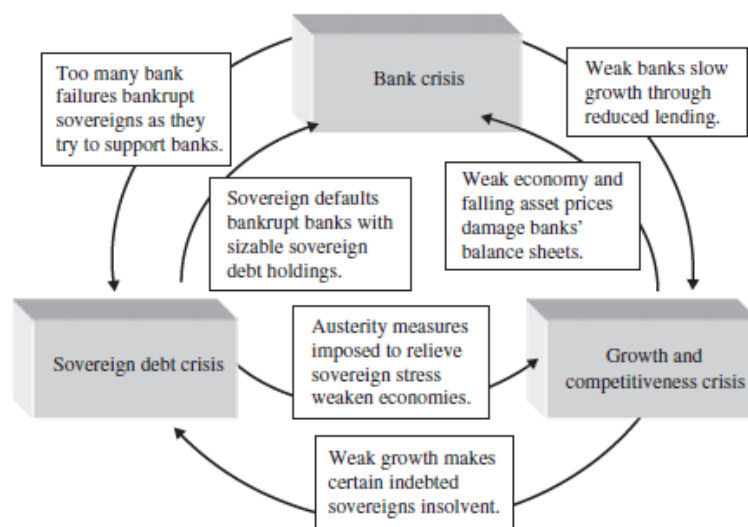 Bank crisis
Too many bank
failures bankrupt
sovereigns as they
try to support banks.
Weak banks slow
growth through
reduced lending.
Sovereign defaults
bankrupt banks with
sizable sovereign
debt holdings.
Weak economy and
falling asset prices
damage banks’
balance sheets.
Sovereign debt crisis
Austerity measures
imposed to relieve
sovereign stress
weaken economies.
Growth and
competitiveness crisis
Weak growth makes
certain indebted
sovereigns insolvent.